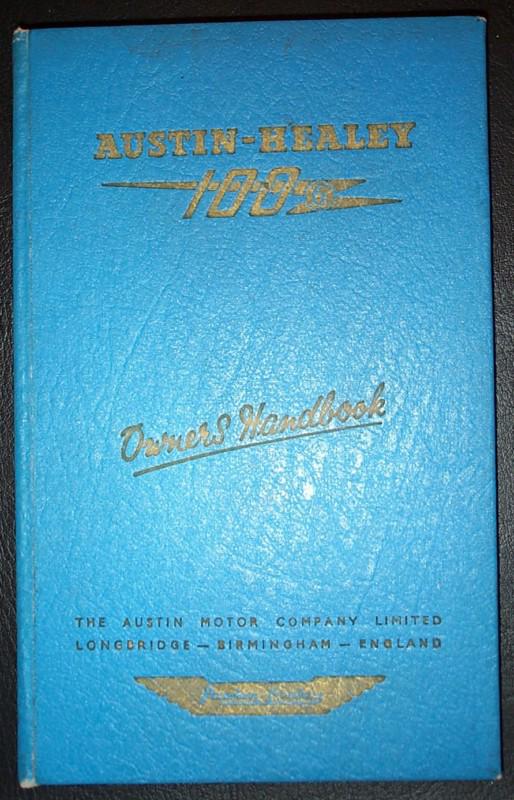 AUSTIN-HEALEY
100
Owners Handbook
THE AUSTIN MOTOR COMPANY LIMITED
LONGBRIDGE — BIRMINGHAM — ENGLAND